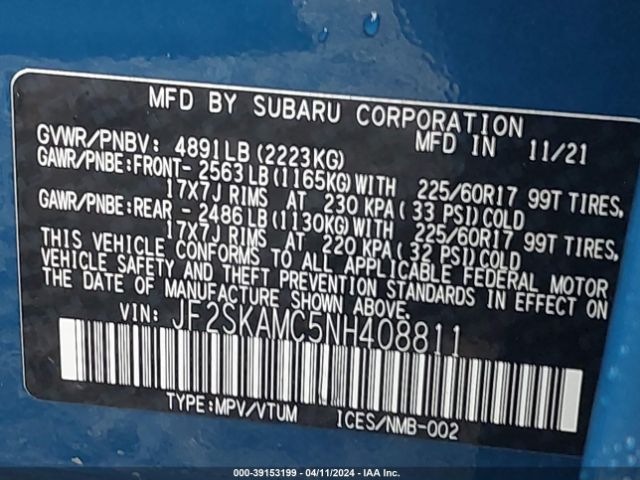 MFD BY SUBARU CORPORATION
GVWR/PNBV: 4891LB(2223KG) MFD IN 11/21
GAWR/PNBE:FRONT- 2563 LB(1165KG)WITH 225/60R17 99T TIRES,
17X7J RIMS AT 230 KPA( 33 PSI)COLD
GAWR/PNBE:REAR - 2486 LB(1130KG)WITH 225/60R17 99T TIRES,
17X7J RIMS AT 220 KPA( 32 PSI)COLD
THIS VEHICLE CONFORMS TO ALL APPLICABLE FEDERAL MOTOR
VEHICLE SAFETY AND THEFT PREVENTION STANDARDS IN EFFECT ON
THE DATE OF MANUFACTURE SHOWN ABOVE.
VIN: JF2SKAMC5NH408811
TYPE:MPV/VTUM ICES/NMB-002
000-39153199 - 04/11/2024 - IAA Inc.